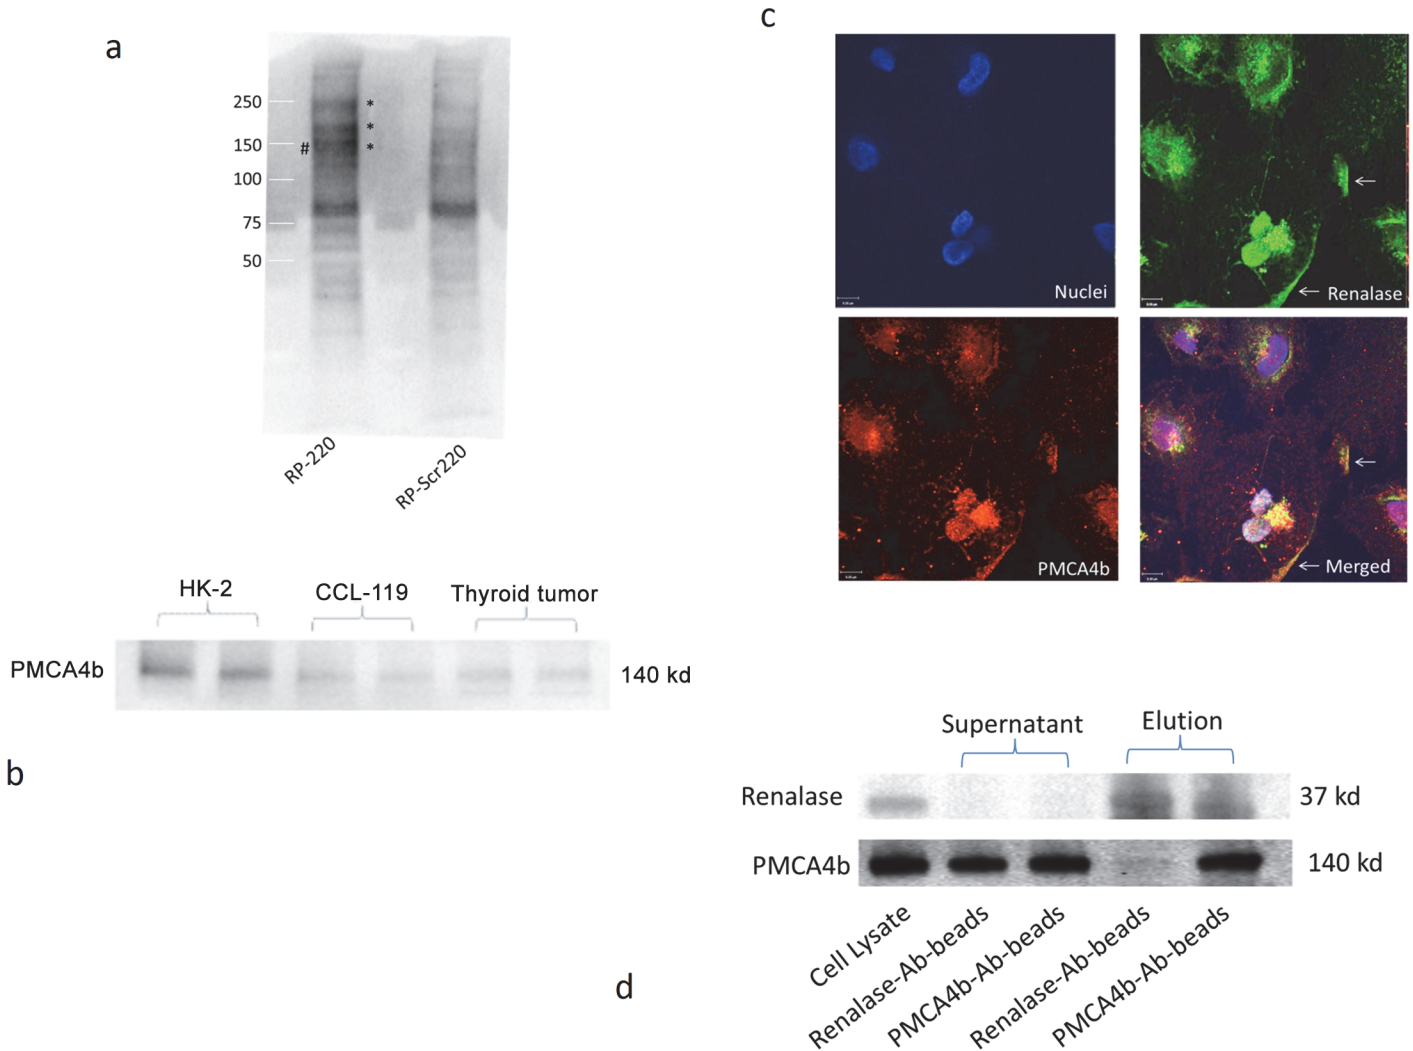 a
250
150
100
75
50
#
*
*
*
RP-220
RP-Scr220
HK-2
CCL-119
Thyroid tumor
PMCA4b
140 kd
b
c
Nuclei
Renalase
PMCA4b
Merged
Supernatant
Elution
Renalase
37 kd
PMCA4b
140 kd
Cell Lysate
Renalase-Ab-beads
PMCA4b-Ab-beads
Renalase-Ab-beads
PMCA4b-Ab-beads
d